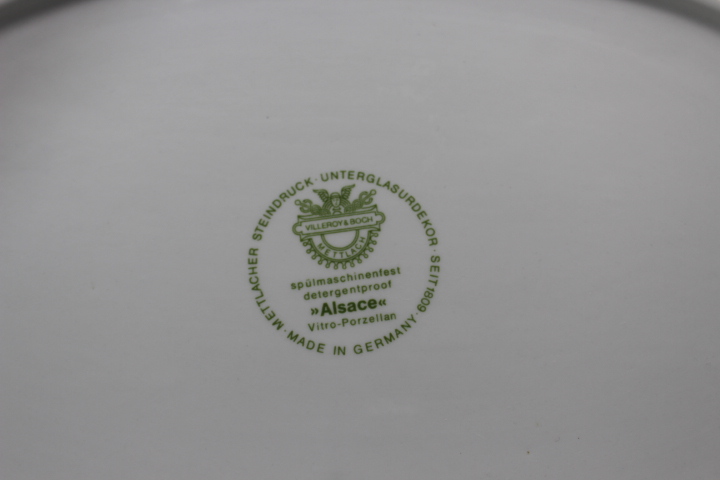 METTLACHER STEINDRUCK · UNTERGLASURDEKOR · SEIT 1809 ·
VILLEROY & BOCH
METTLACH
spülmaschinenfest
detergentproof
»Alsace«
Vitro-Porzellan
MADE IN GERMANY ·